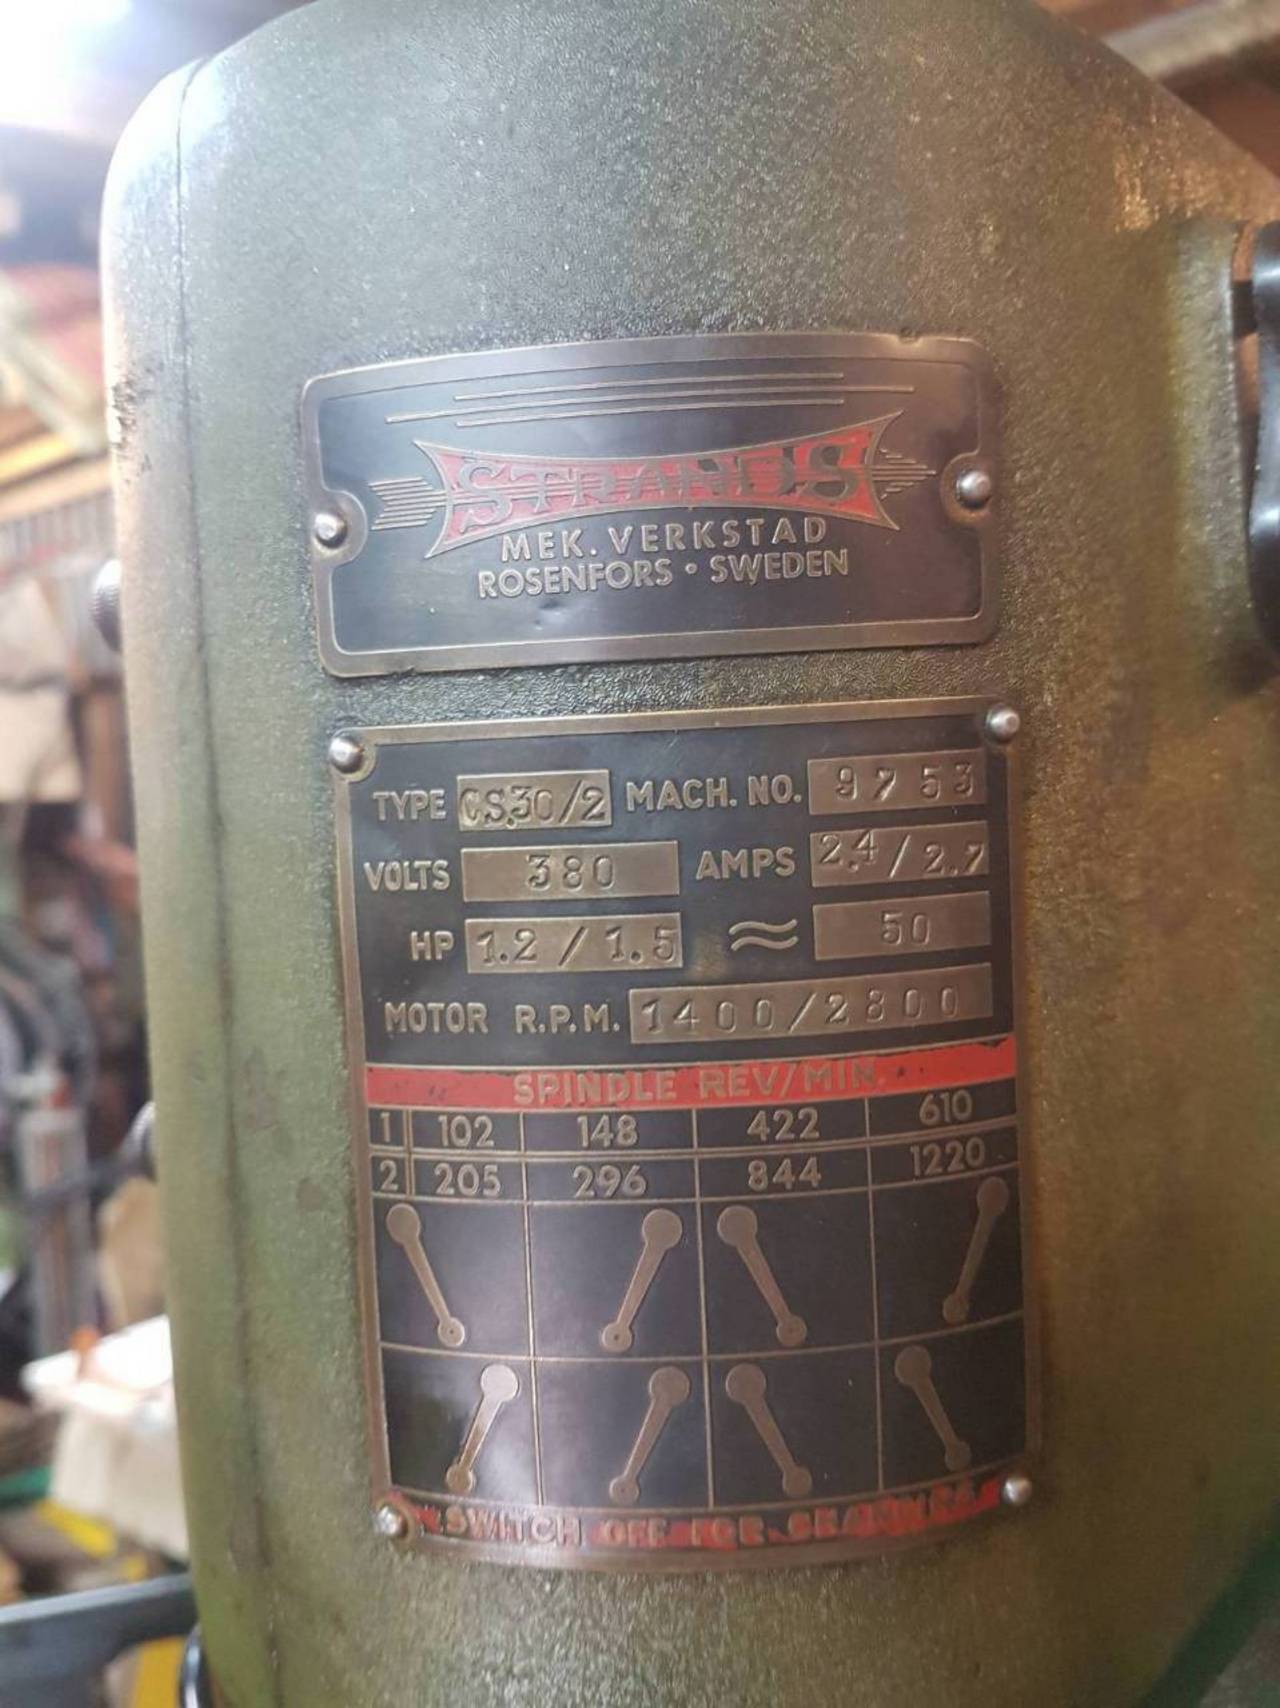 STRANDS
MEK. VERKSTAD
ROSENFORS · SWEDEN
TYPE CS30/2 MACH. NO. 9753
VOLTS 380 AMPS 2.4/2.7
HP 1.2/1.5 ≈ 50
MOTOR R.P.M. 1400/2800
SPINDLE REV/MIN.
1 102 148 422 610
2 205 296 844 1220
SWITCH OFF FOR